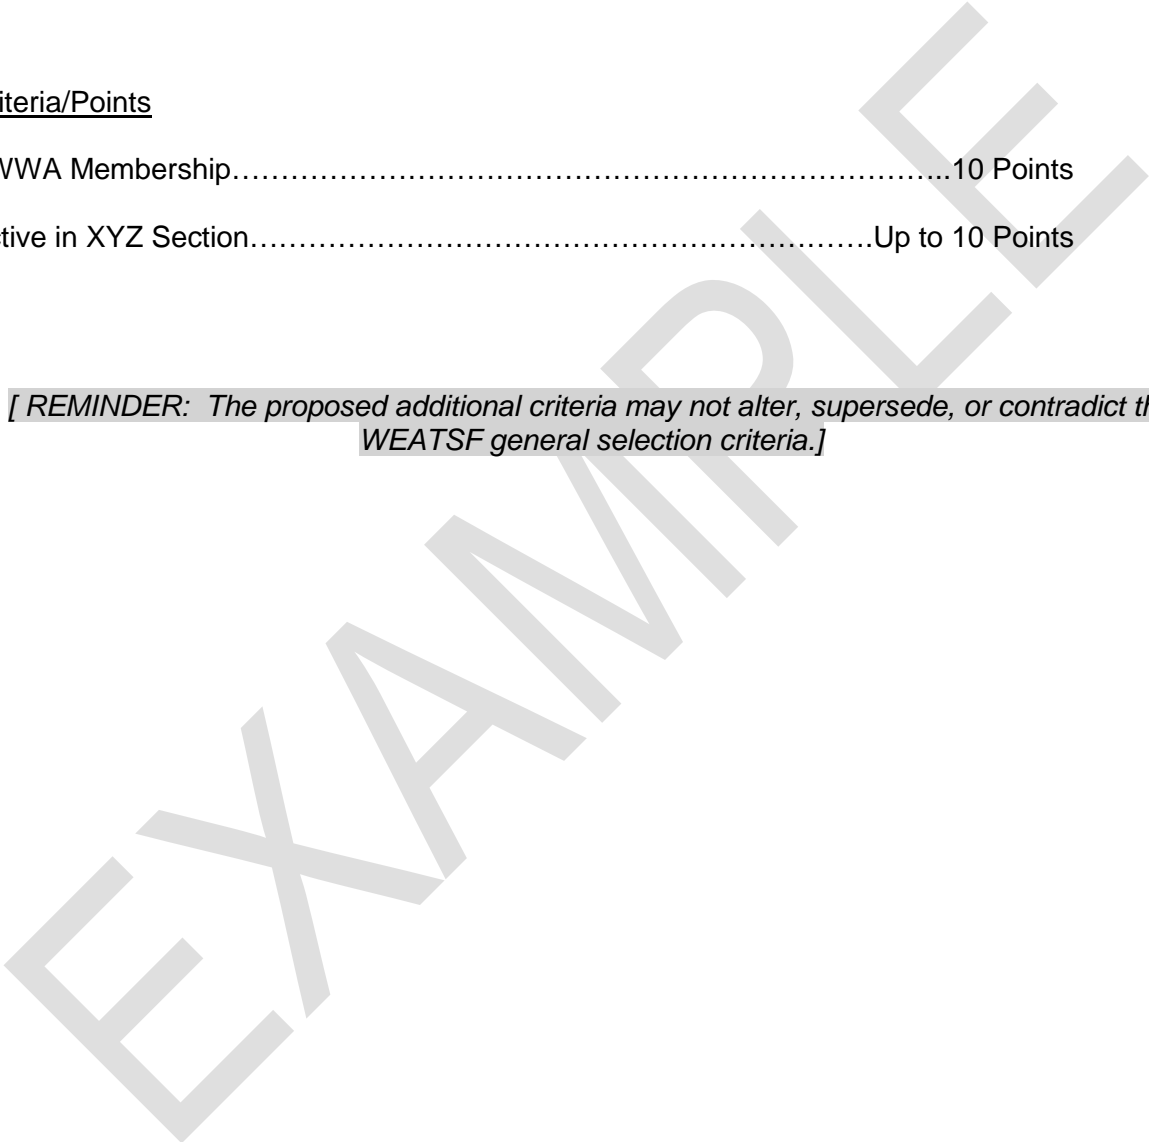 iteria/Points
WWA Membership…………………………………………………………………..10 Points
ctive in XYZ Section……………………………………………………….Up to 10 Points
[ REMINDER:  The proposed additional criteria may not alter, supersede, or contradict th
WEATSF general selection criteria.]
EXAMPLE